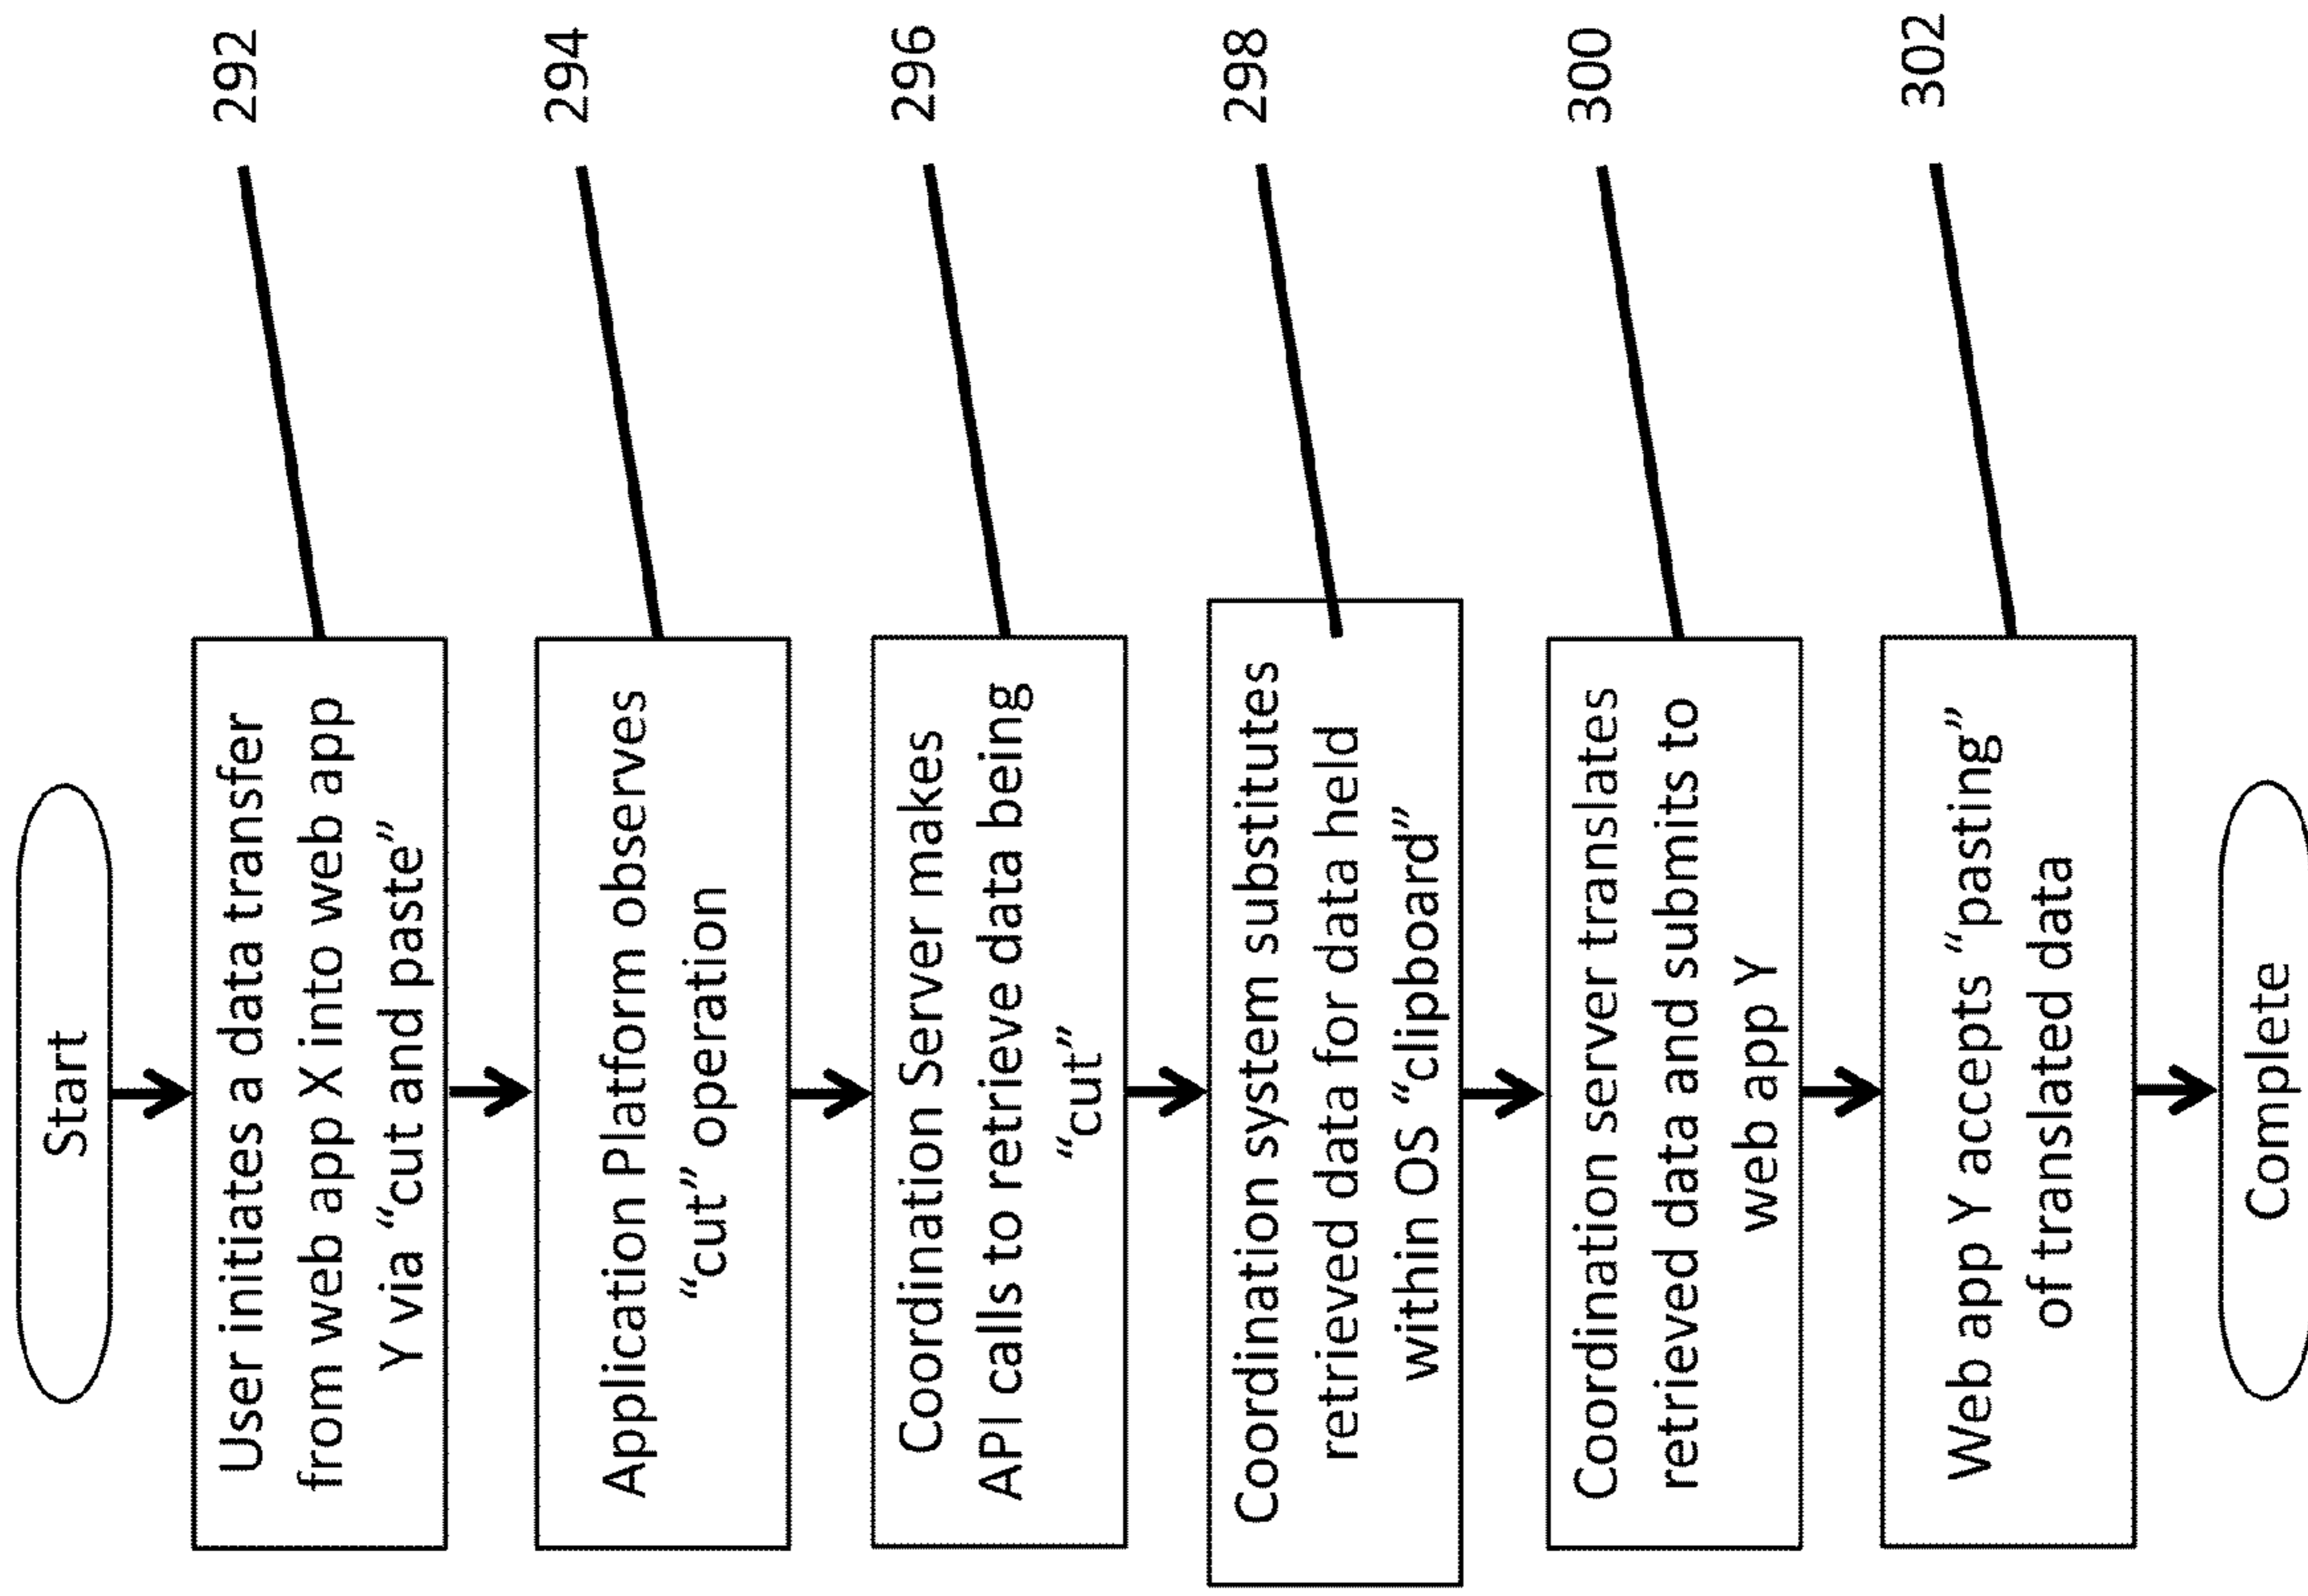 Start
User initiates a data transfer
from web app X into web app
Y via “cut and paste”
292
Application Platform observes
“cut” operation
294
Coordination Server makes
API calls to retrieve data being
“cut”
296
Coordination system substitutes
retrieved data for data held
within OS “clipboard”
298
Coordination server translates
retrieved data and submits to
web app Y
300
Web app Y accepts “pasting”
of translated data
302
Complete